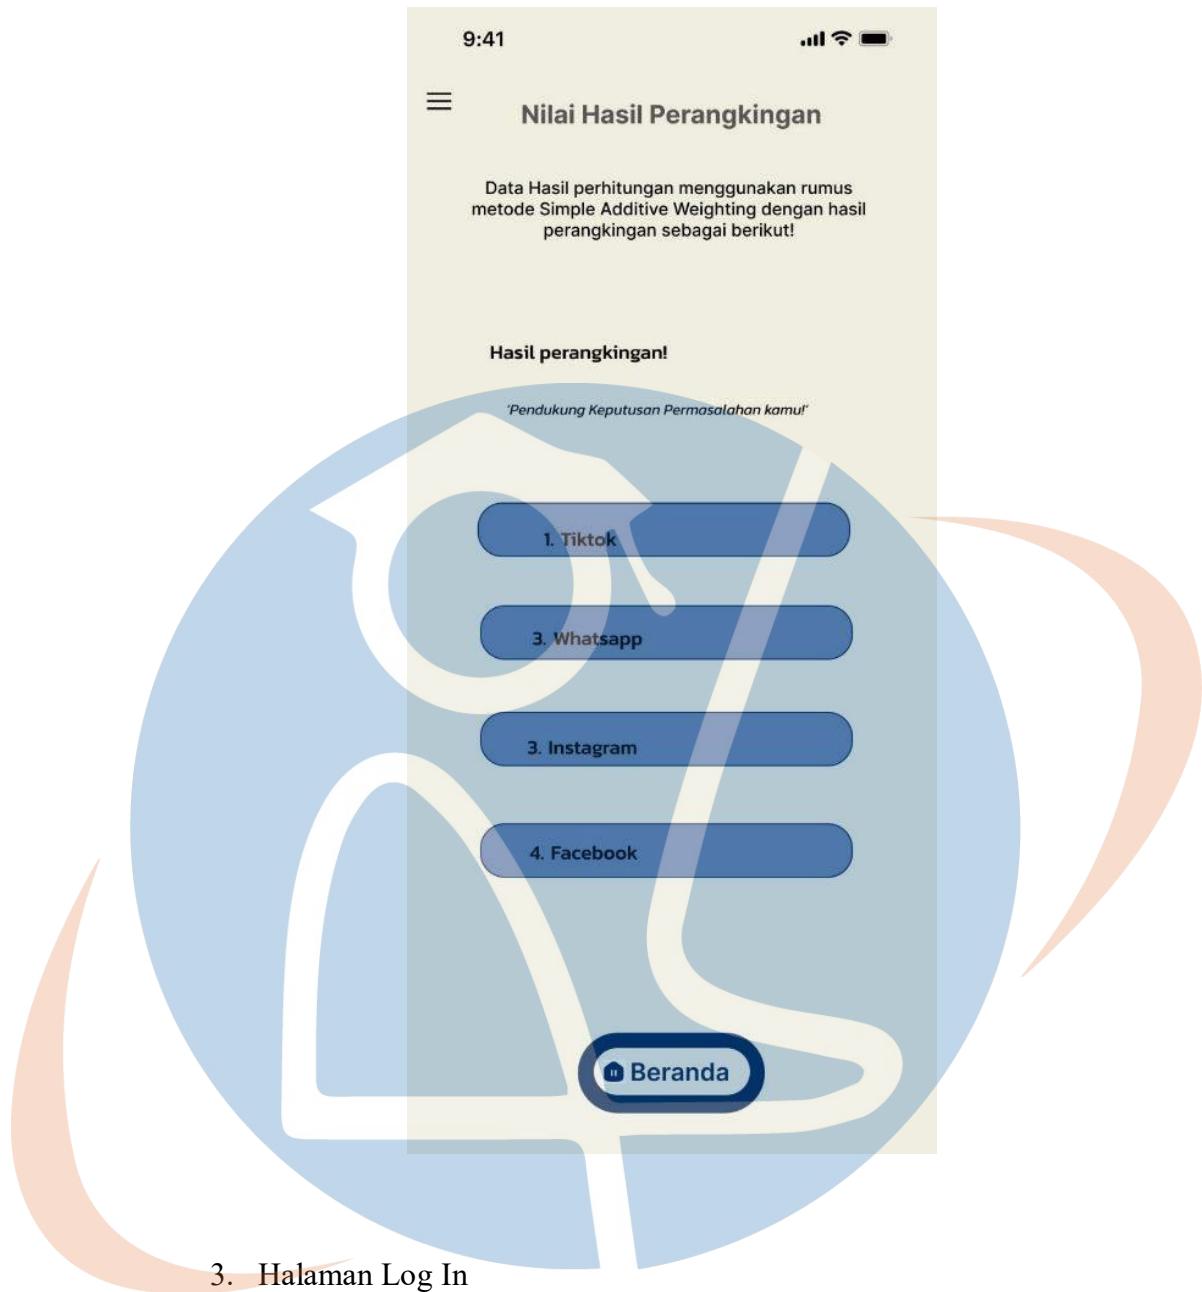 9:41
Nilai Hasil Perangkingan
Data Hasil perhitungan menggunakan rumus
metode Simple Additive Weighting dengan hasil
perangkingan sebagai berikut!
Hasil perangkingan!
'Pendukung Keputusan Permasalahan kamu!'
1. Tiktok
3. Whatsapp
3. Instagram
4. Facebook
Beranda
3. Halaman Log In